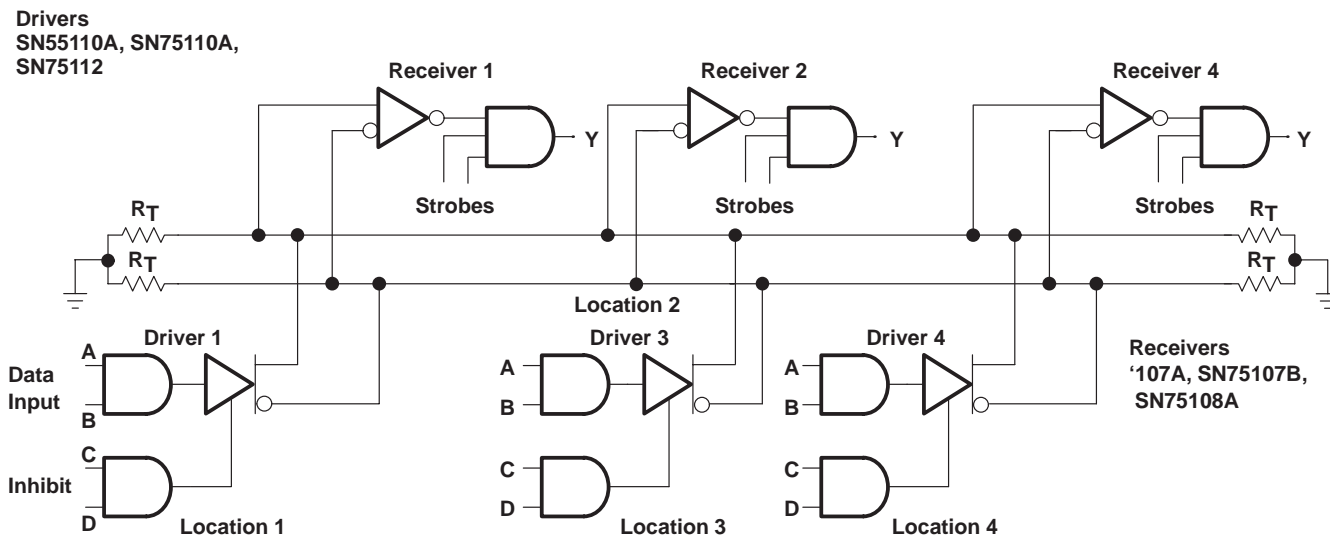 Drivers
SN55110A, SN75110A,
SN75112
Receiver 1
Receiver 2
Receiver 4
Y
Y
Y
Strobes
Strobes
Strobes
RT
RT
RT
RT
Location 2
Driver 1
Driver 3
Driver 4
Receivers
‘107A, SN75107B,
SN75108A
Data
Input
A
B
A
B
A
B
Inhibit
C
D
C
D
C
D
Location 1
Location 3
Location 4